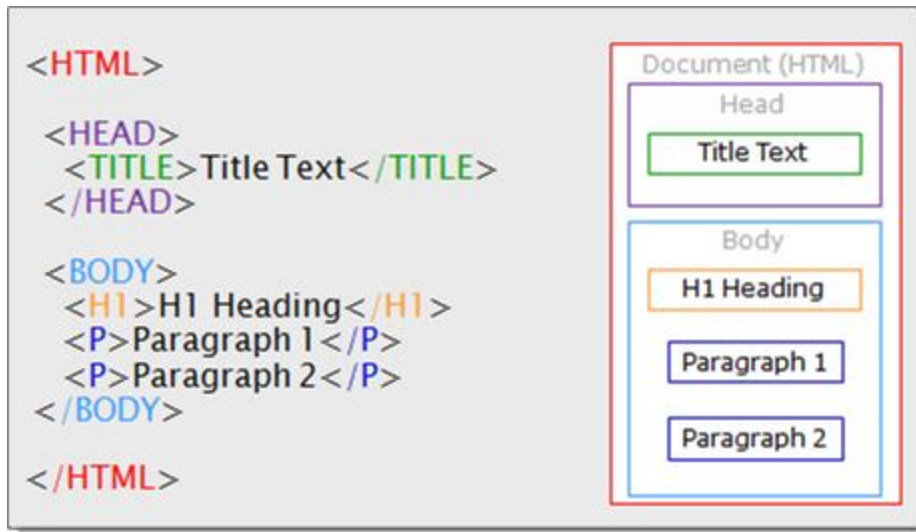 <HTML>
<HEAD>
<TITLE>Title Text</TITLE>
</HEAD>
<BODY>
<H1>H1 Heading</H1>
<P>Paragraph 1</P>
<P>Paragraph 2</P>
</BODY>
</HTML>
Document (HTML)
Head
Title Text
Body
H1 Heading
Paragraph 1
Paragraph 2